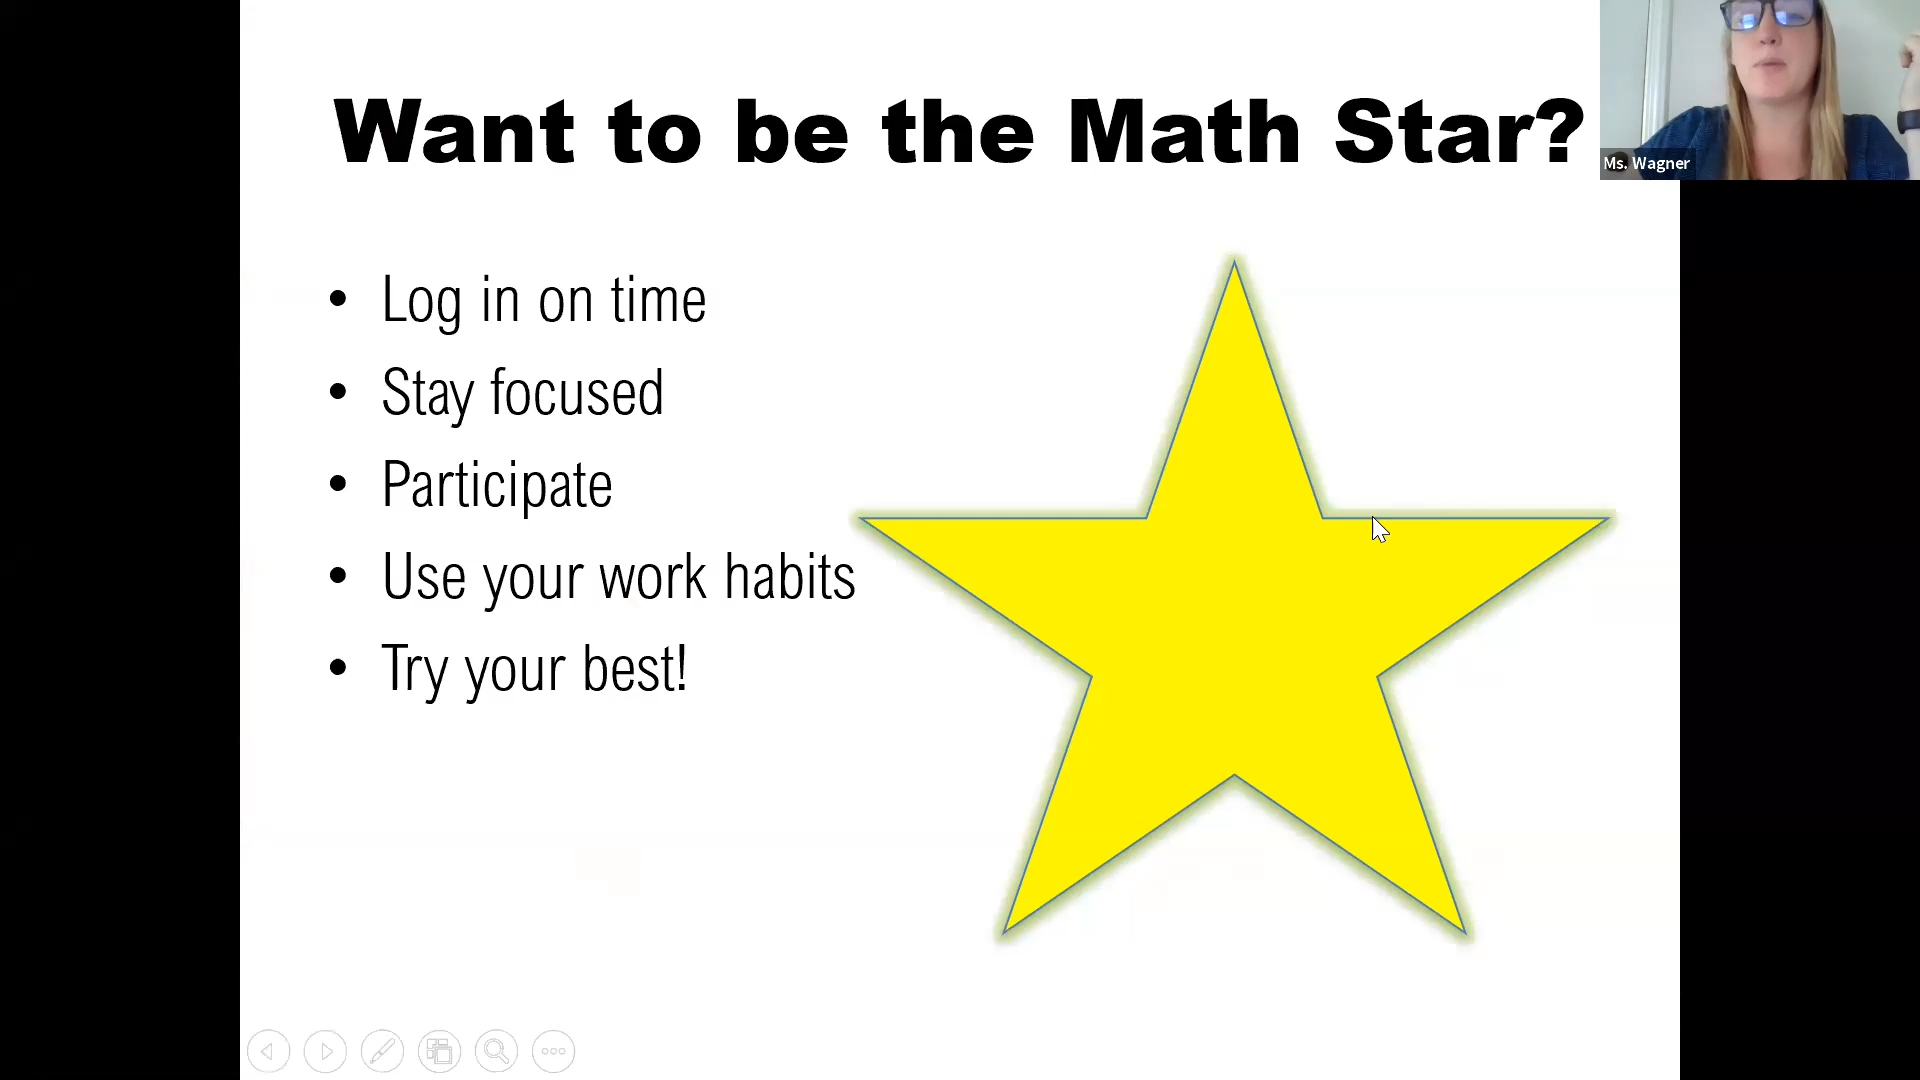 Want to be the Math Star?
Ms. Wagner
• Log in on time
• Stay focused
• Participate
• Use your work habits
• Try your best!